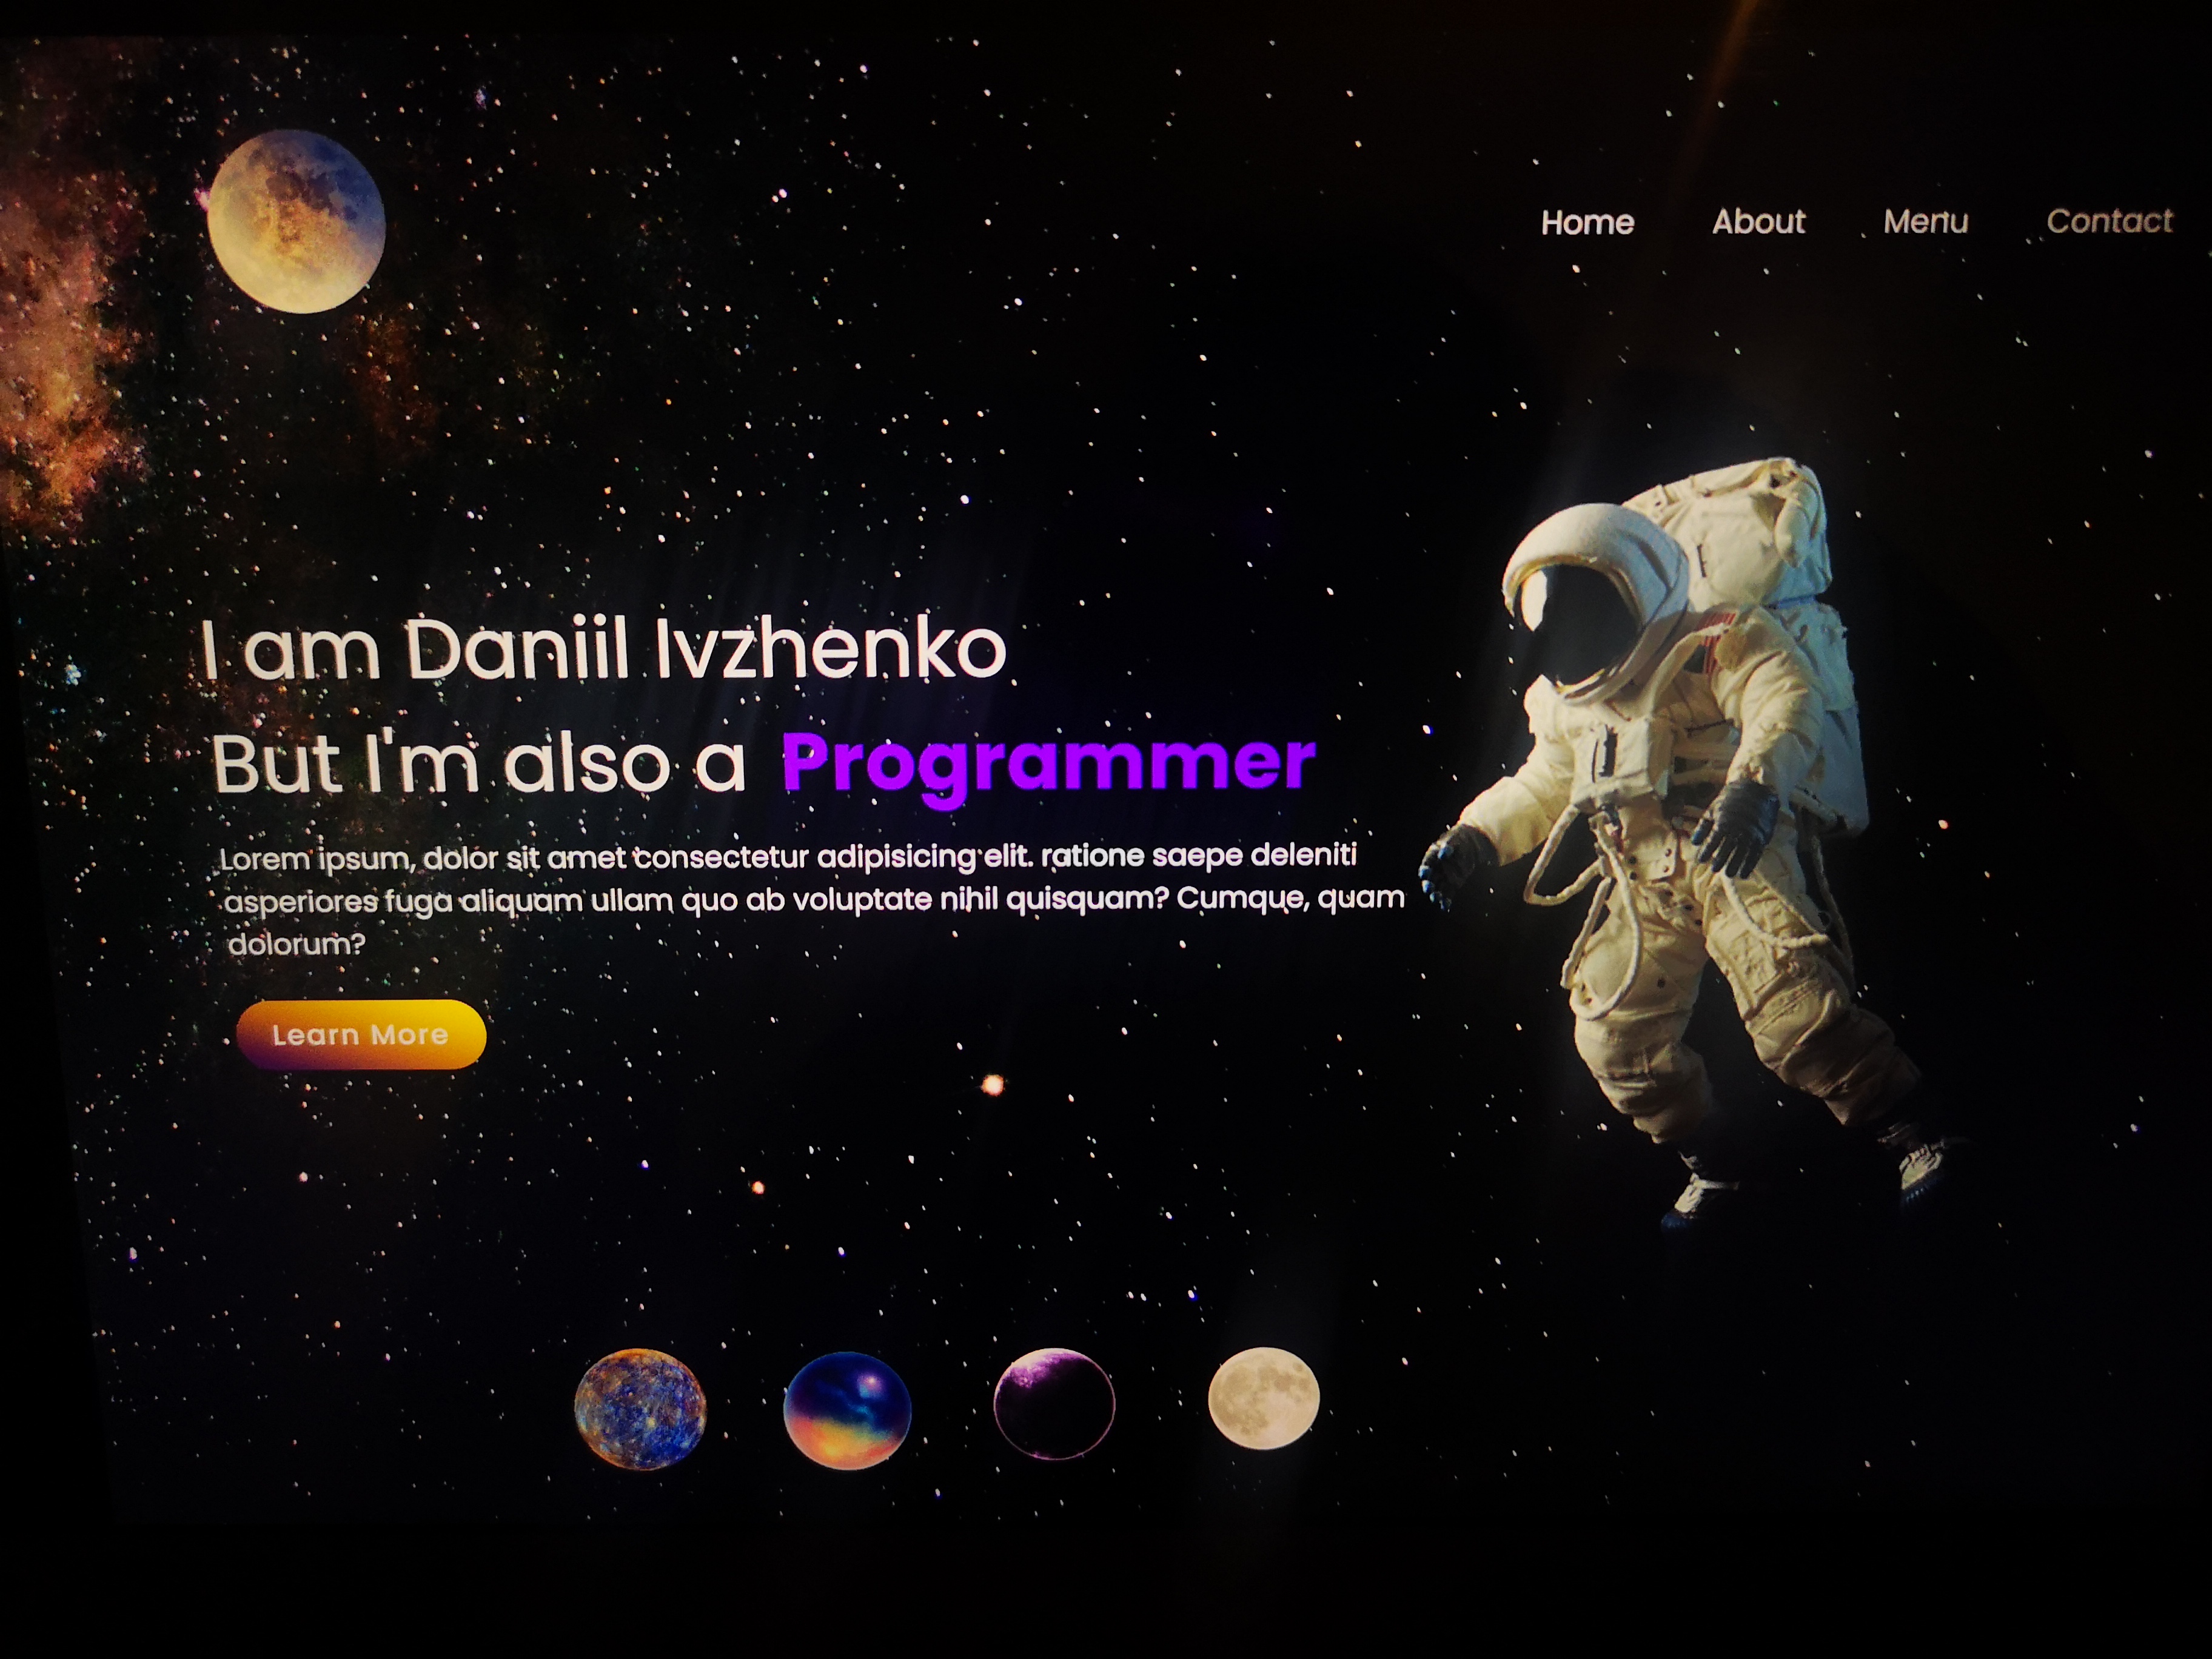 Home About Menu Contact
I am Daniil Ivzhenko
But I'm also a Programmer
Lorem ipsum, dolor sit amet consectetur adipisicing elit. ratione saepe deleniti
asperiores fuga aliquam ullam quo ab voluptate nihil quisquam? Cumque, quam
dolorum?
Learn More